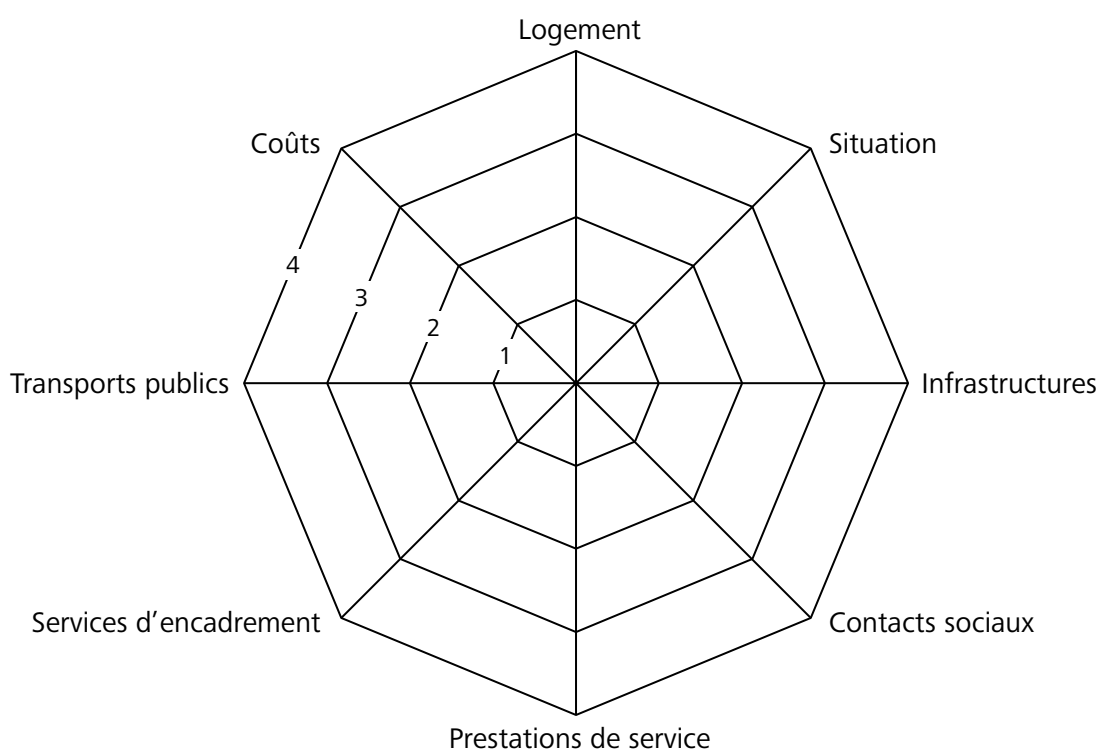 Logement
Coûts
Situation
4
3
2
1
Transports publics
Infrastructures
Services d’encadrement
Contacts sociaux
Prestations de service